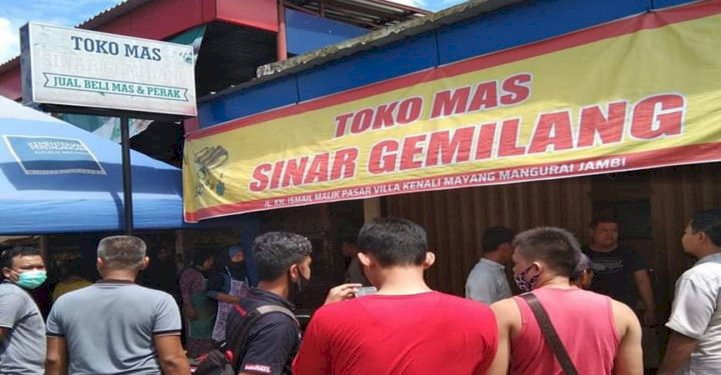 TOKO MAS
SINAR GEMILANG
JUAL BELI MAS & PERAK
TOKO MAS
SINAR GEMILANG
JL. KH. ISMAIL MALIK PASAR VILLA KENALI MAYANG MANGURAI JAMBI